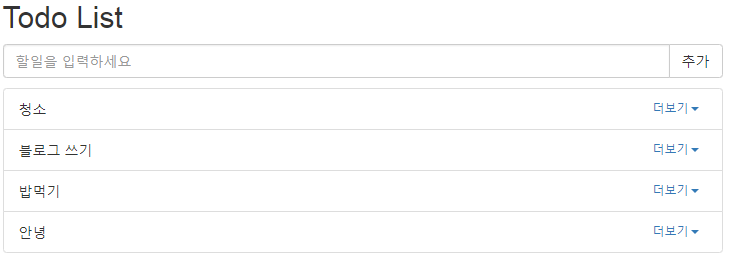 Todo List
할일을 입력하세요 추가
청소 더보기
블로그 쓰기 더보기
밥먹기 더보기
안녕 더보기